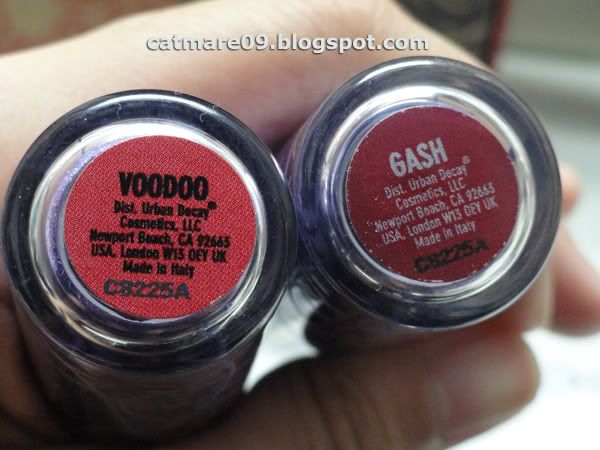 catmare09.blogspot.com
VOODOO
Dist. Urban Decay®
Cosmetics, LLC
Newport Beach, CA 92663
USA, London W13 0EY UK
Made in Italy
C8225A
GASH
Dist. Urban Decay®
Cosmetics, LLC
Newport Beach, CA 92663
USA, London W13 0EY UK
Made in Italy
C8225A